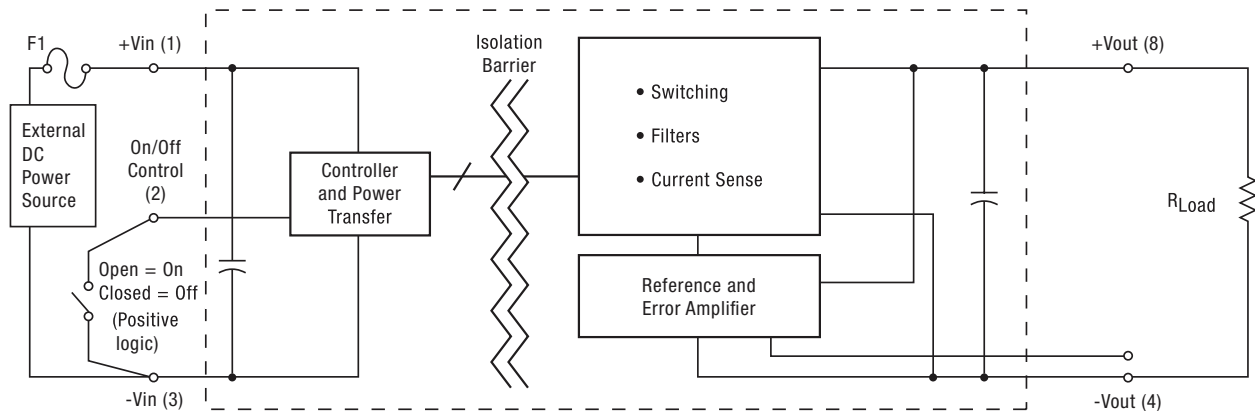 F1
+Vin (1)
External
DC
Power
Source
On/Off
Control
(2)
Open = On
Closed = Off
(Positive
logic)
-Vin (3)
Controller
and Power
Transfer
Isolation
Barrier
• Switching
• Filters
• Current Sense
Reference and
Error Amplifier
+Vout (8)
RLoad
-Vout (4)